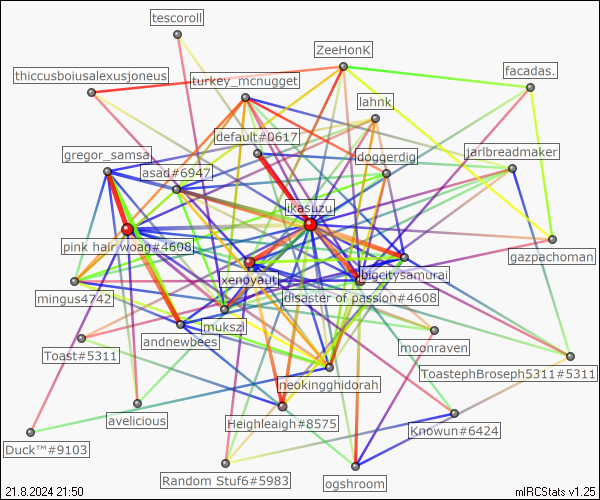 tescoroll
ZeeHonK
thiccusboiusalexusjoneus
turkey_mcnugget
facadas.
lahnk
default#0617
gregor_samsa
asad#6947
doggerdig
jarlbreadmaker
ikasuzu
pink hair woag#4608
gazpachoman
xenoyaut
bigcitysamurai
mingus4742
disaster of passion#4608
mukszi
andnewbees
moonraven
Toast#5311
ToastephBroseph5311#5311
neokingghidorah
avelicious
Heighleaigh#8575
Knowun#6424
Duck™#9103
Random Stuf6#5983
ogshroom
21.8.2024 21:50
mIRCStats v1.25